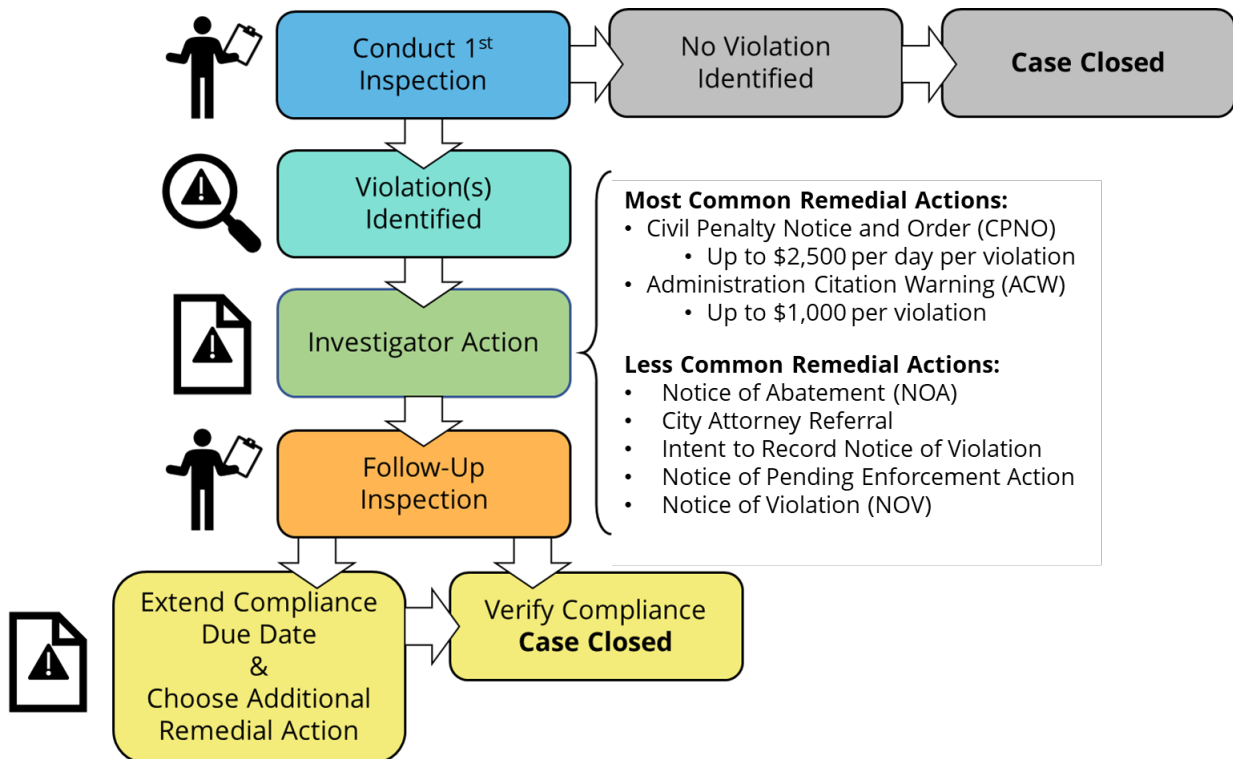 Conduct 1st
Inspection
No Violation
Identified
Case Closed
Violation(s)
Identified
Investigator Action
Follow-Up
Inspection
Extend Compliance
Due Date
&
Choose Additional
Remedial Action
Verify Compliance
Case Closed
Most Common Remedial Actions:
• Civil Penalty Notice and Order (CPNO)
• Up to $2,500 per day per violation
• Administration Citation Warning (ACW)
• Up to $1,000 per violation
Less Common Remedial Actions:
• Notice of Abatement (NOA)
• City Attorney Referral
• Intent to Record Notice of Violation
• Notice of Pending Enforcement Action
• Notice of Violation (NOV)